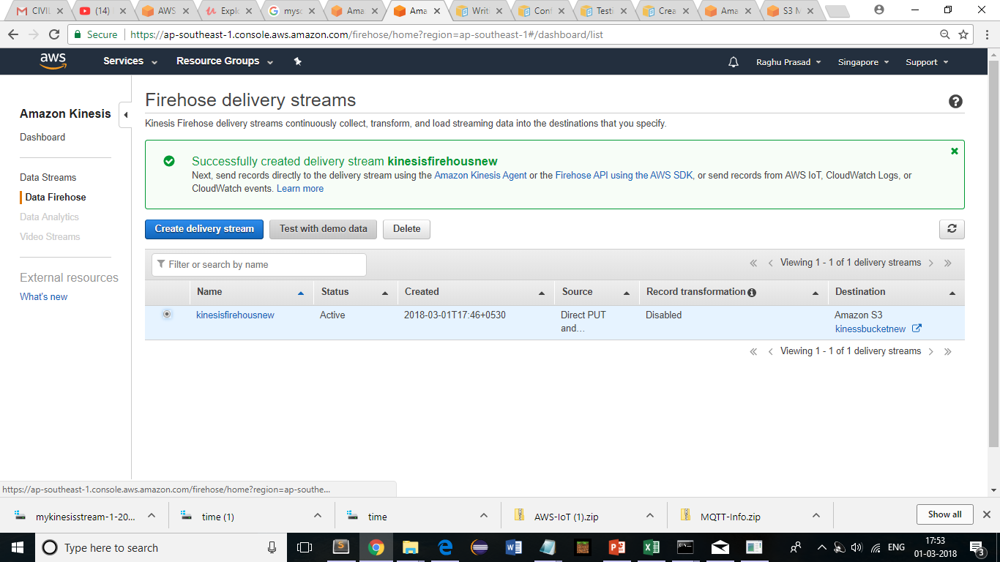 CIVIL
(14)
AWS
Explo
myso
Ama
Ama
Writi
Conf
Testi
Crea
Ama
S3 M
Secure
https://ap-southeast-1.console.aws.amazon.com/firehose/home?region=ap-southeast-1#/dashboard/list
aws
Services
Resource Groups
Raghu Prasad
Singapore
Support
Amazon Kinesis
Dashboard
Data Streams
Data Firehose
Data Analytics
Video Streams
External resources
What's new
Firehose delivery streams
Kinesis Firehose delivery streams continuously collect, transform, and load streaming data into the destinations that you specify.
Successfully created delivery stream kinesisfirehousnew
Next, send records directly to the delivery stream using the Amazon Kinesis Agent or the Firehose API using the AWS SDK, or send records from AWS IoT, CloudWatch Logs, or
CloudWatch events. Learn more
Create delivery stream
Test with demo data
Delete
Filter or search by name
Viewing 1 - 1 of 1 delivery streams
Name
Status
Created
Source
Record transformation
Destination
kinesisfirehousnew
Active
2018-03-01T17:46+0530
Direct PUT
and...
Disabled
Amazon S3
kinessbucketnew
Viewing 1 - 1 of 1 delivery streams
https://ap-southeast-1.console.aws.amazon.com/firehose/home?region=ap-southe...
mykinesisstream-1-20...
time (1)
time
AWS-IoT (1).zip
MQTT-Info.zip
Show all
Type here to search
ENG
17:53
01-03-2018
3